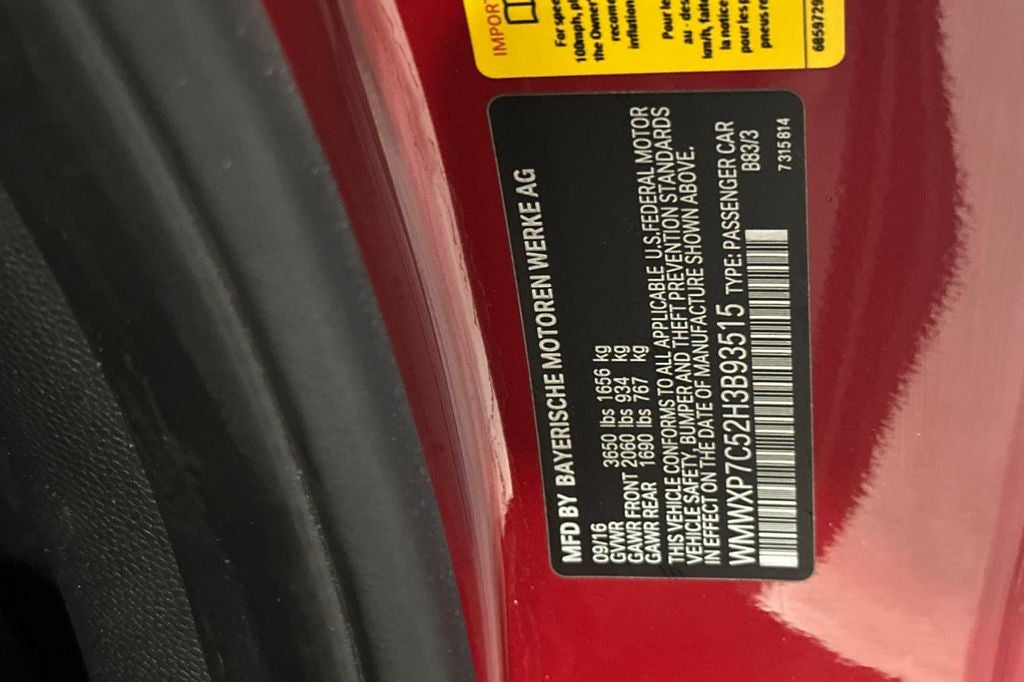 MFD BY BAYERISCHE MOTOREN WERKE AG
09/16
GVWR 3650 lbs 1656 kg
GAWR FRONT 2060 lbs 934 kg
GAWR REAR 1690 lbs 767 kg
THIS VEHICLE CONFORMS TO ALL APPLICABLE U.S.FEDERAL MOTOR
VEHICLE SAFETY, BUMPER AND THEFT PREVENTION STANDARDS
IN EFFECT ON THE DATE OF MANUFACTURE SHOWN ABOVE.
WMWXP7C52H3B93515 TYPE: PASSENGER CAR
B83/3
7315814
IMPORT
For spee
100mph, pl
the Owner'
recom
inflation
Pour le
au - des
km/h, fait
la notice
pour les p
pneus re
6859729